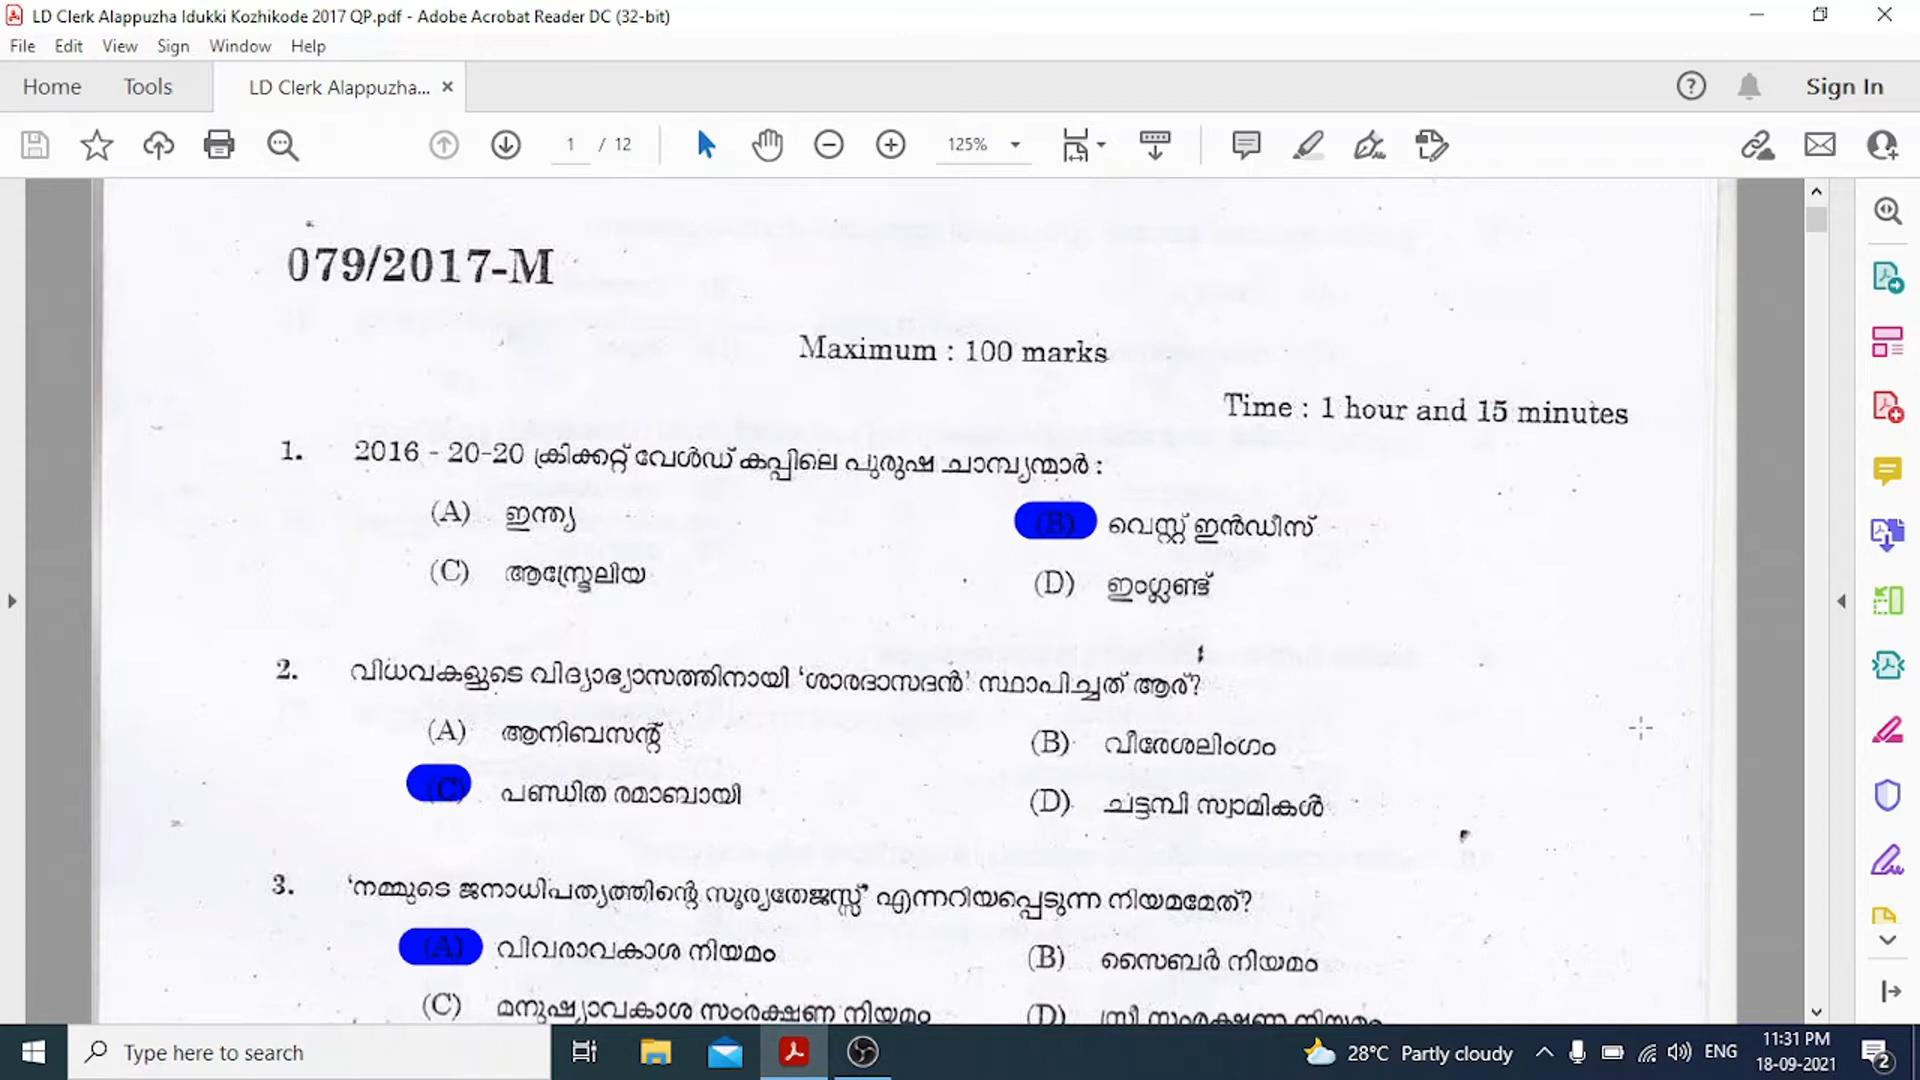 LD Clerk Alappuzha Idukki Kozhikode 2017 QP.pdf - Adobe Acrobat Reader DC (32-bit)
File Edit View Sign Window Help
Home Tools LD Clerk Alappuzha... × Sign In
1 / 12 125%
079/2017-M
Maximum : 100 marks
Time : 1 hour and 15 minutes
1. 2016 - 20-20 ക്രിക്കറ്റ് വേൾഡ് കപ്പിലെ പുരുഷ ചാമ്പ്യന്മാർ :
(A) ഇന്ത്യ (B) വെസ്റ്റ് ഇൻഡീസ്
(C) ആസ്ട്രേലിയ (D) ഇംഗ്ലണ്ട്
2. വിധവകളുടെ വിദ്യാഭ്യാസത്തിനായി ‘ശാരദാസദൻ’ സ്ഥാപിച്ചത് ആര്?
(A) ആനിബസന്റ് (B) വീരേശലിംഗം
(C) പണ്ഡിത രമാബായി (D) ചട്ടമ്പി സ്വാമികൾ
3. ‘നമ്മുടെ ജനാധിപത്യത്തിന്റെ സൂര്യതേജസ്സ്’ എന്നറിയപ്പെടുന്ന നിയമമേത്?
(A) വിവരാവകാശ നിയമം (B) സൈബർ നിയമം
(C) മനുഷ്യാവകാശ സംരക്ഷണ നിയമം (D) സ്ത്രീ സംരക്ഷണ നിയമം
Type here to search 28°C Partly cloudy ENG 11:31 PM
18-09-2021 2